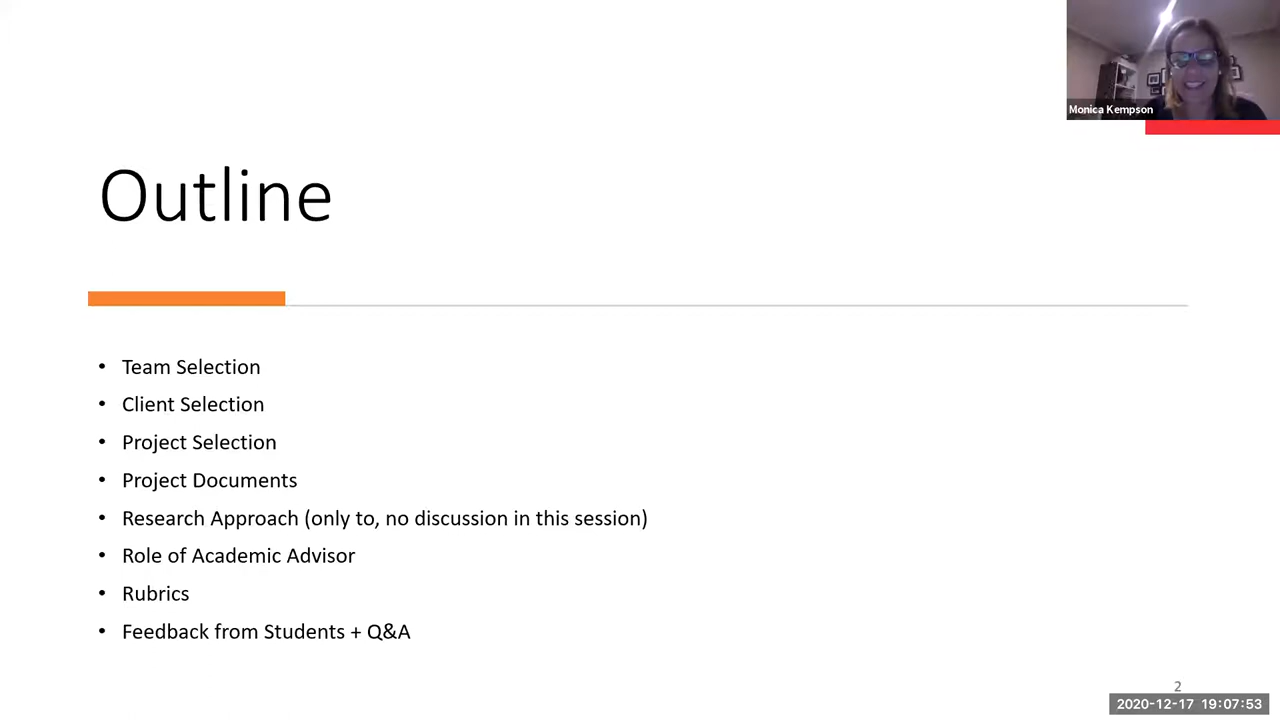 Monica Kempson
Outline
• Team Selection
• Client Selection
• Project Selection
• Project Documents
• Research Approach (only to, no discussion in this session)
• Role of Academic Advisor
• Rubrics
• Feedback from Students + Q&A
2
2020-12-17 19:07:53